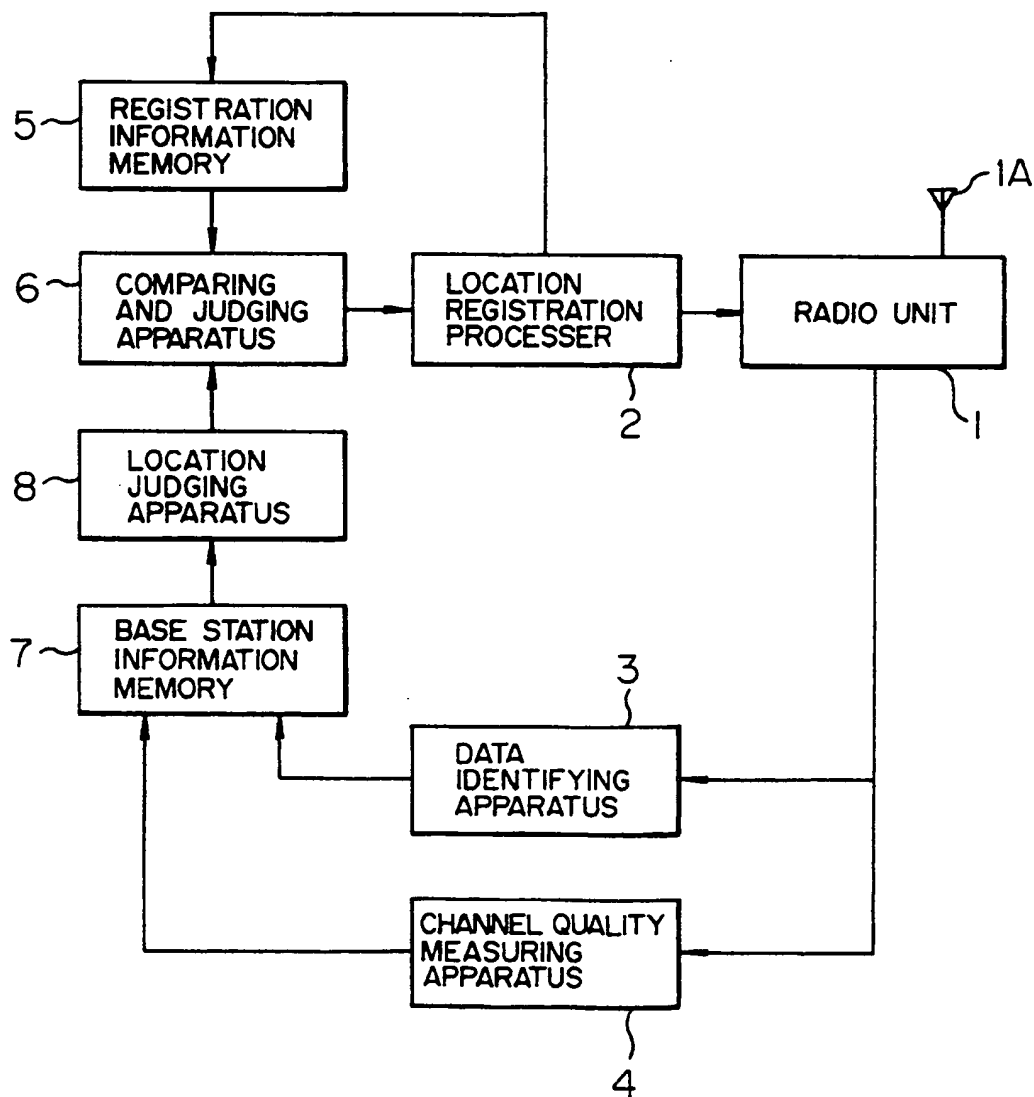 5
REGISTRATION
INFORMATION
MEMORY
1A
6
COMPARING
AND JUDGING
APPARATUS
LOCATION
REGISTRATION
PROCESSER
2
RADIO UNIT
1
8
LOCATION
JUDGING
APPARATUS
7
BASE STATION
INFORMATION
MEMORY
3
DATA
IDENTIFYING
APPARATUS
CHANNEL QUALITY
MEASURING
APPARATUS
4